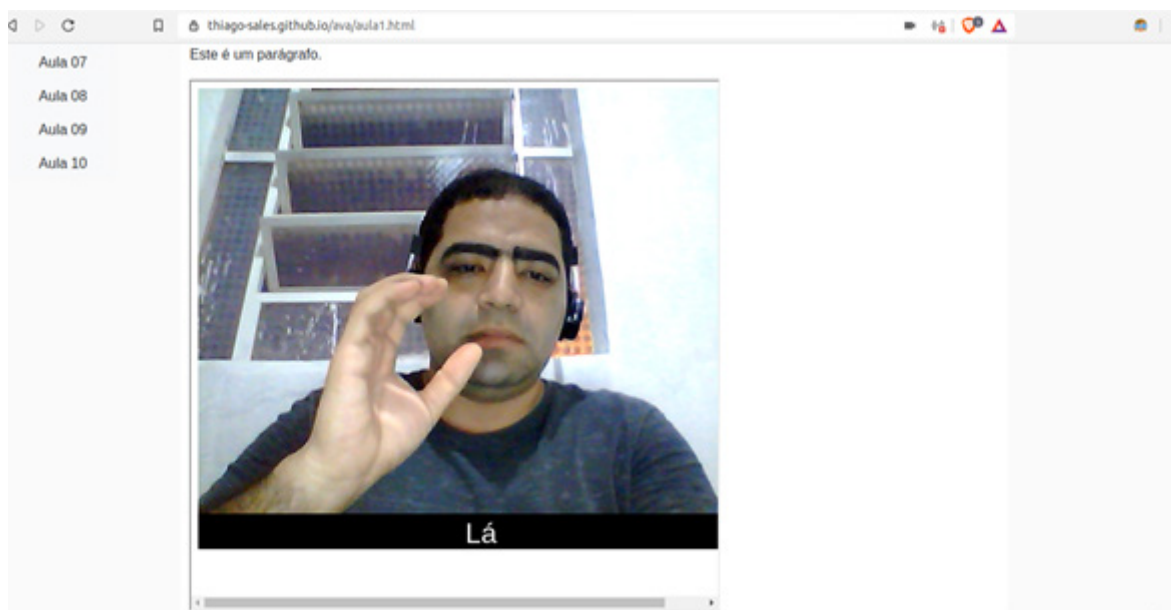 thiago-sales.github.io/ava/aula1.html
Aula 07
Aula 08
Aula 09
Aula 10
Este é um parágrafo.
Lá